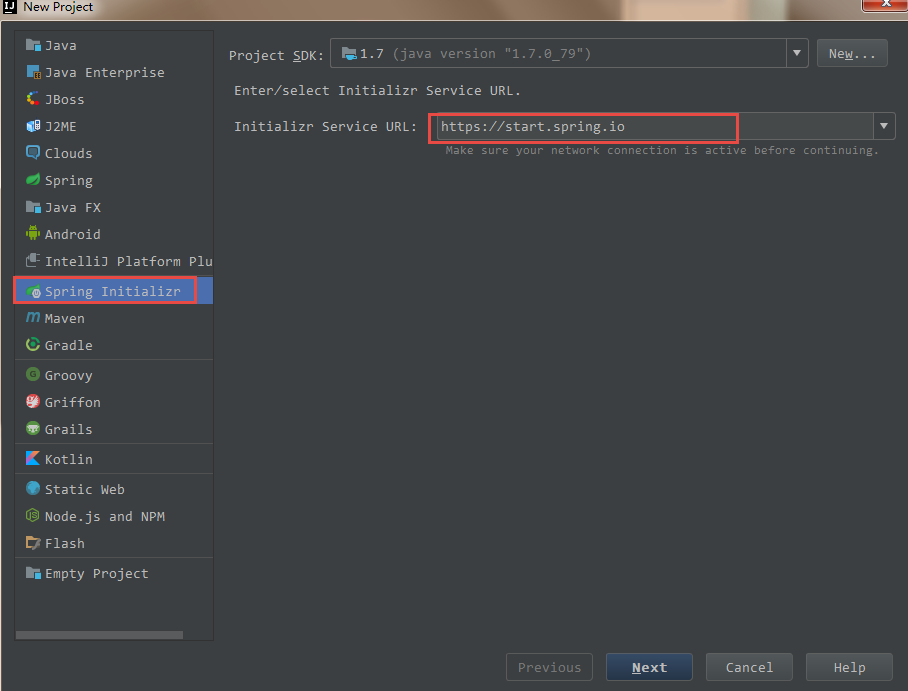 New Project
Java
Java Enterprise
JBoss
J2ME
Clouds
Spring
Java FX
Android
IntelliJ Platform Plu
Spring Initializr
Maven
Gradle
Groovy
Griffon
Grails
Kotlin
Static Web
Node.js and NPM
Flash
Empty Project
Project SDK: 1.7 (java version "1.7.0_79") New...
Enter/select Initializr Service URL.
Initializr Service URL: https://start.spring.io
Make sure your network connection is active before continuing.
Previous Next Cancel Help